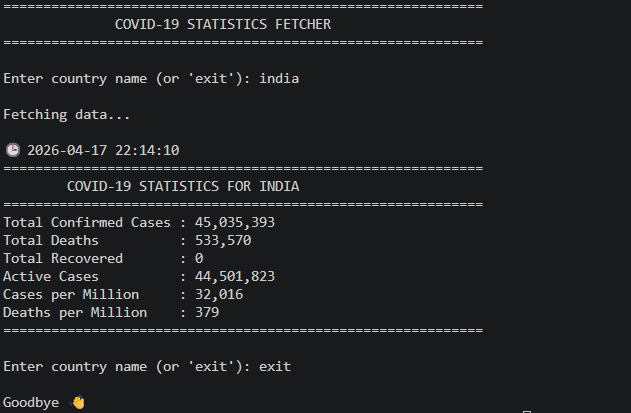 ============================================================
COVID-19 STATISTICS FETCHER
============================================================
Enter country name (or 'exit'): india
Fetching data...
🕒 2026-04-17 22:14:10
============================================================
COVID-19 STATISTICS FOR INDIA
============================================================
Total Confirmed Cases : 45,035,393
Total Deaths          : 533,570
Total Recovered       : 0
Active Cases          : 44,501,823
Cases per Million     : 32,016
Deaths per Million    : 379
============================================================
Enter country name (or 'exit'): exit
Goodbye 👋